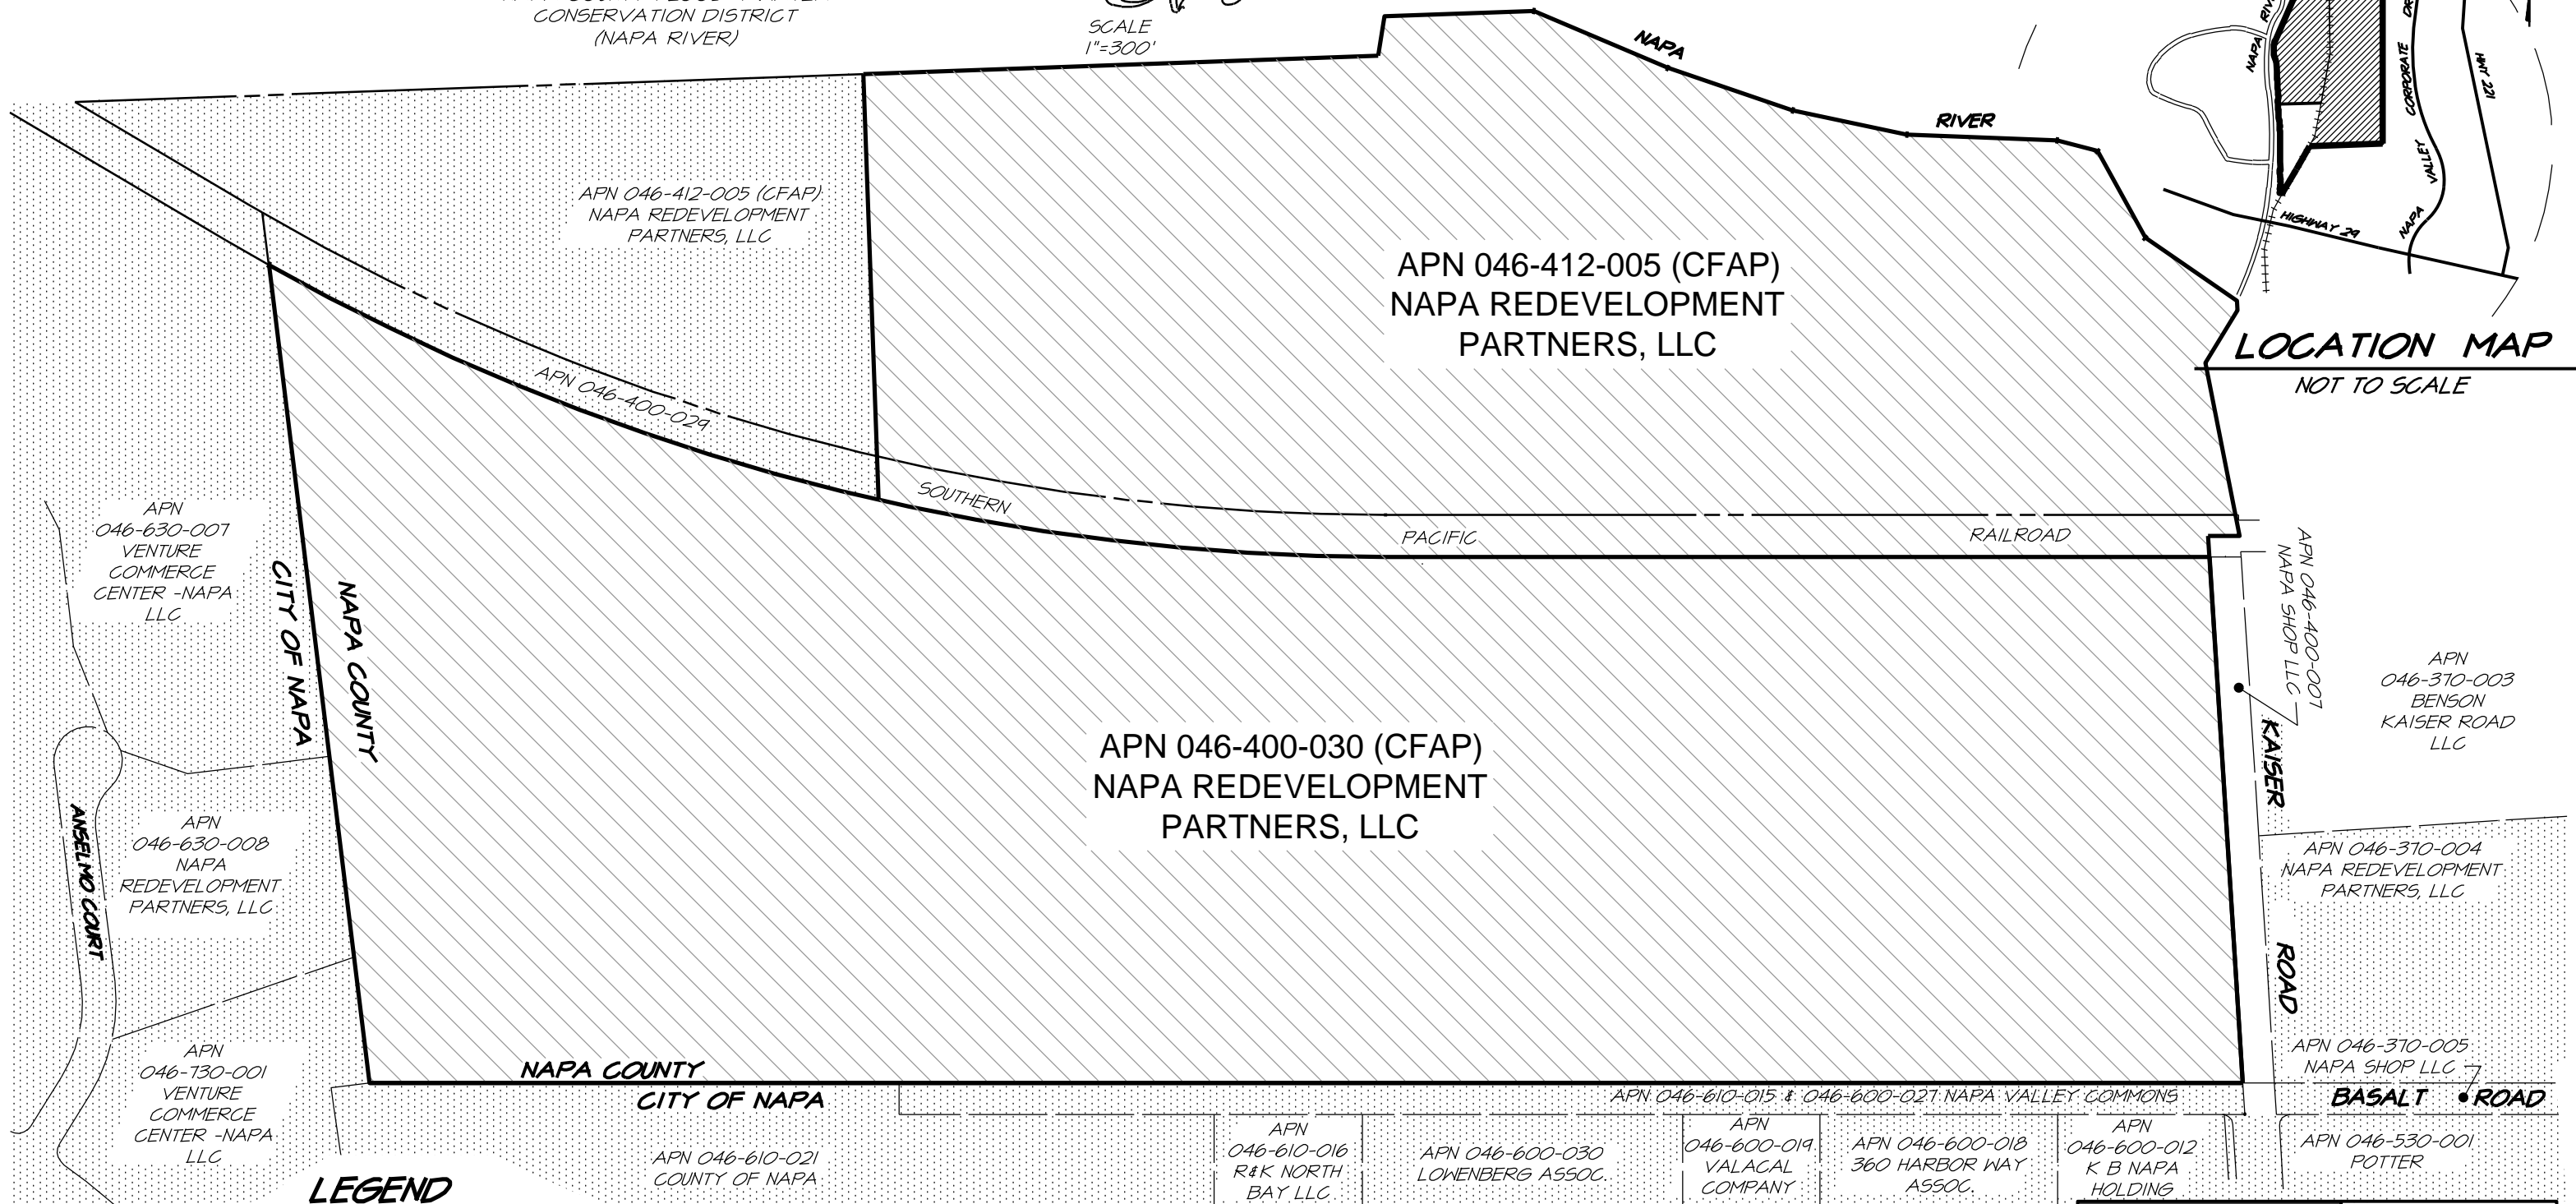 CONSERVATION DISTRICT
(NAPA RIVER)
SCALE
1"=300'
NAPA
RIVER
NAPA
CORPORATE
HWY 221
VALLEY
NAPA
HIGHWAY 29
LOCATION MAP
NOT TO SCALE
APN 046-412-005 (CFAP)
NAPA REDEVELOPMENT
PARTNERS, LLC
APN 046-412-005 (CFAP)
NAPA REDEVELOPMENT
PARTNERS, LLC
APN 046-400-029
SOUTHERN
PACIFIC
RAILROAD
APN
046-630-007
VENTURE
COMMERCE
CENTER -NAPA
LLC
CITY OF NAPA
NAPA COUNTY
APN 046-400-007
NAPA SHOP LLC
APN
046-370-003
BENSON
KAISER ROAD
LLC
KAISER
ROAD
APN 046-400-030 (CFAP)
NAPA REDEVELOPMENT
PARTNERS, LLC
ANSELMO COURT
APN
046-630-008
NAPA
REDEVELOPMENT
PARTNERS, LLC
APN 046-370-004
NAPA REDEVELOPMENT
PARTNERS, LLC
APN
046-730-001
VENTURE
COMMERCE
CENTER -NAPA
LLC
NAPA COUNTY
CITY OF NAPA
APN 046-370-005
NAPA SHOP LLC
APN 046-610-015 & 046-600-027 NAPA VALLEY COMMONS
BASALT ROAD
APN 046-610-021
COUNTY OF NAPA
APN
046-610-016
R&K NORTH
BAY LLC
APN 046-600-030
LOWENBERG ASSOC.
APN
046-600-019
VALACAL
COMPANY
APN 046-600-018
360 HARBOR WAY
ASSOC.
APN
046-600-012
K B NAPA
HOLDING
APN 046-530-001
POTTER
LEGEND